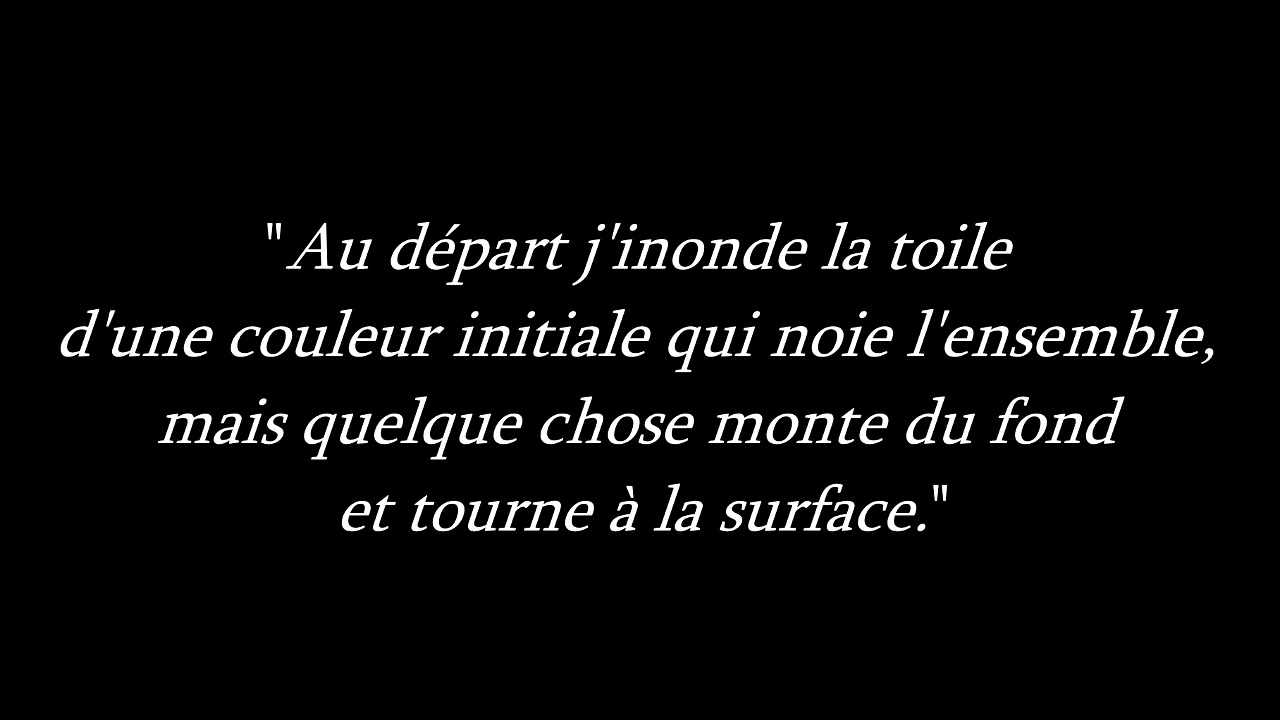 "Au départ j'inonde la toile
d'une couleur initiale qui noie l'ensemble,
mais quelque chose monte du fond
et tourne à la surface."